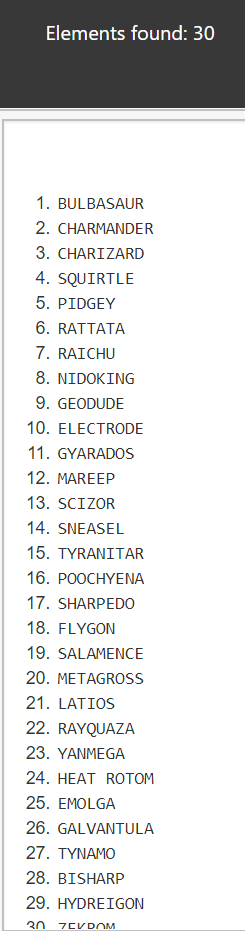 Elements found: 30
1. BULBASAUR
2. CHARMANDER
3. CHARIZARD
4. SQUIRTLE
5. PIDGEY
6. RATTATA
7. RAICHU
8. NIDOKING
9. GEODUDE
10. ELECTRODE
11. GYARADOS
12. MAREEP
13. SCIZOR
14. SNEASEL
15. TYRANITAR
16. POOCHYENA
17. SHARPEDO
18. FLYGON
19. SALAMENCE
20. METAGROSS
21. LATIOS
22. RAYQUAZA
23. YANMEGA
24. HEAT ROTOM
25. EMOLGA
26. GALVANTULA
27. TYNAMO
28. BISHARP
29. HYDREIGON
30. ZEKROM